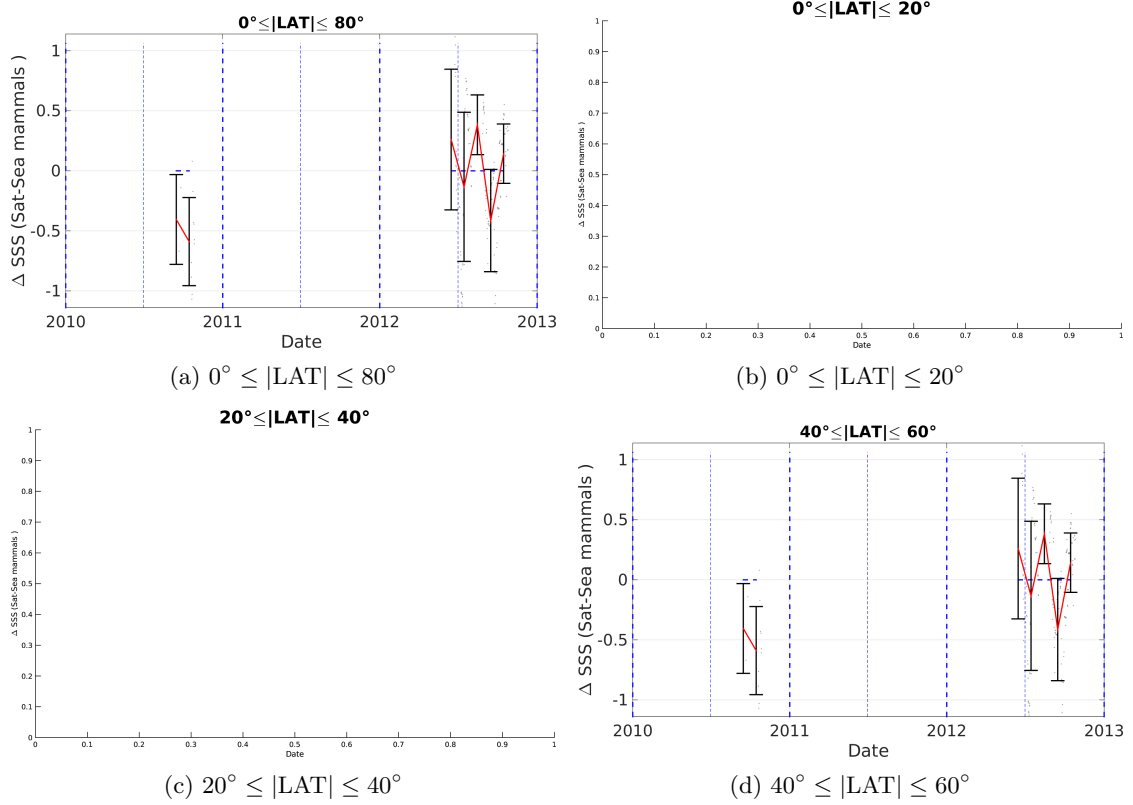 0°≤|LAT|≤ 80°
Δ SSS (Sat-Sea mammals )
1
0.5
0
-0.5
-1
2010 2011 2012 2013
Date
(a) 0° ≤ |LAT| ≤ 80°
0°≤|LAT|≤ 20°
Δ SSS (Sat-Sea mammals )
1
0.9
0.8
0.7
0.6
0.5
0.4
0.3
0.2
0.1
0
0 0.1 0.2 0.3 0.4 0.5 0.6 0.7 0.8 0.9 1
Date
(b) 0° ≤ |LAT| ≤ 20°
20°≤|LAT|≤ 40°
Δ SSS (Sat-Sea mammals )
1
0.9
0.8
0.7
0.6
0.5
0.4
0.3
0.2
0.1
0
0 0.1 0.2 0.3 0.4 0.5 0.6 0.7 0.8 0.9 1
Date
(c) 20° ≤ |LAT| ≤ 40°
40°≤|LAT|≤ 60°
Δ SSS (Sat-Sea mammals )
1
0.5
0
-0.5
-1
2010 2011 2012 2013
Date
(d) 40° ≤ |LAT| ≤ 60°